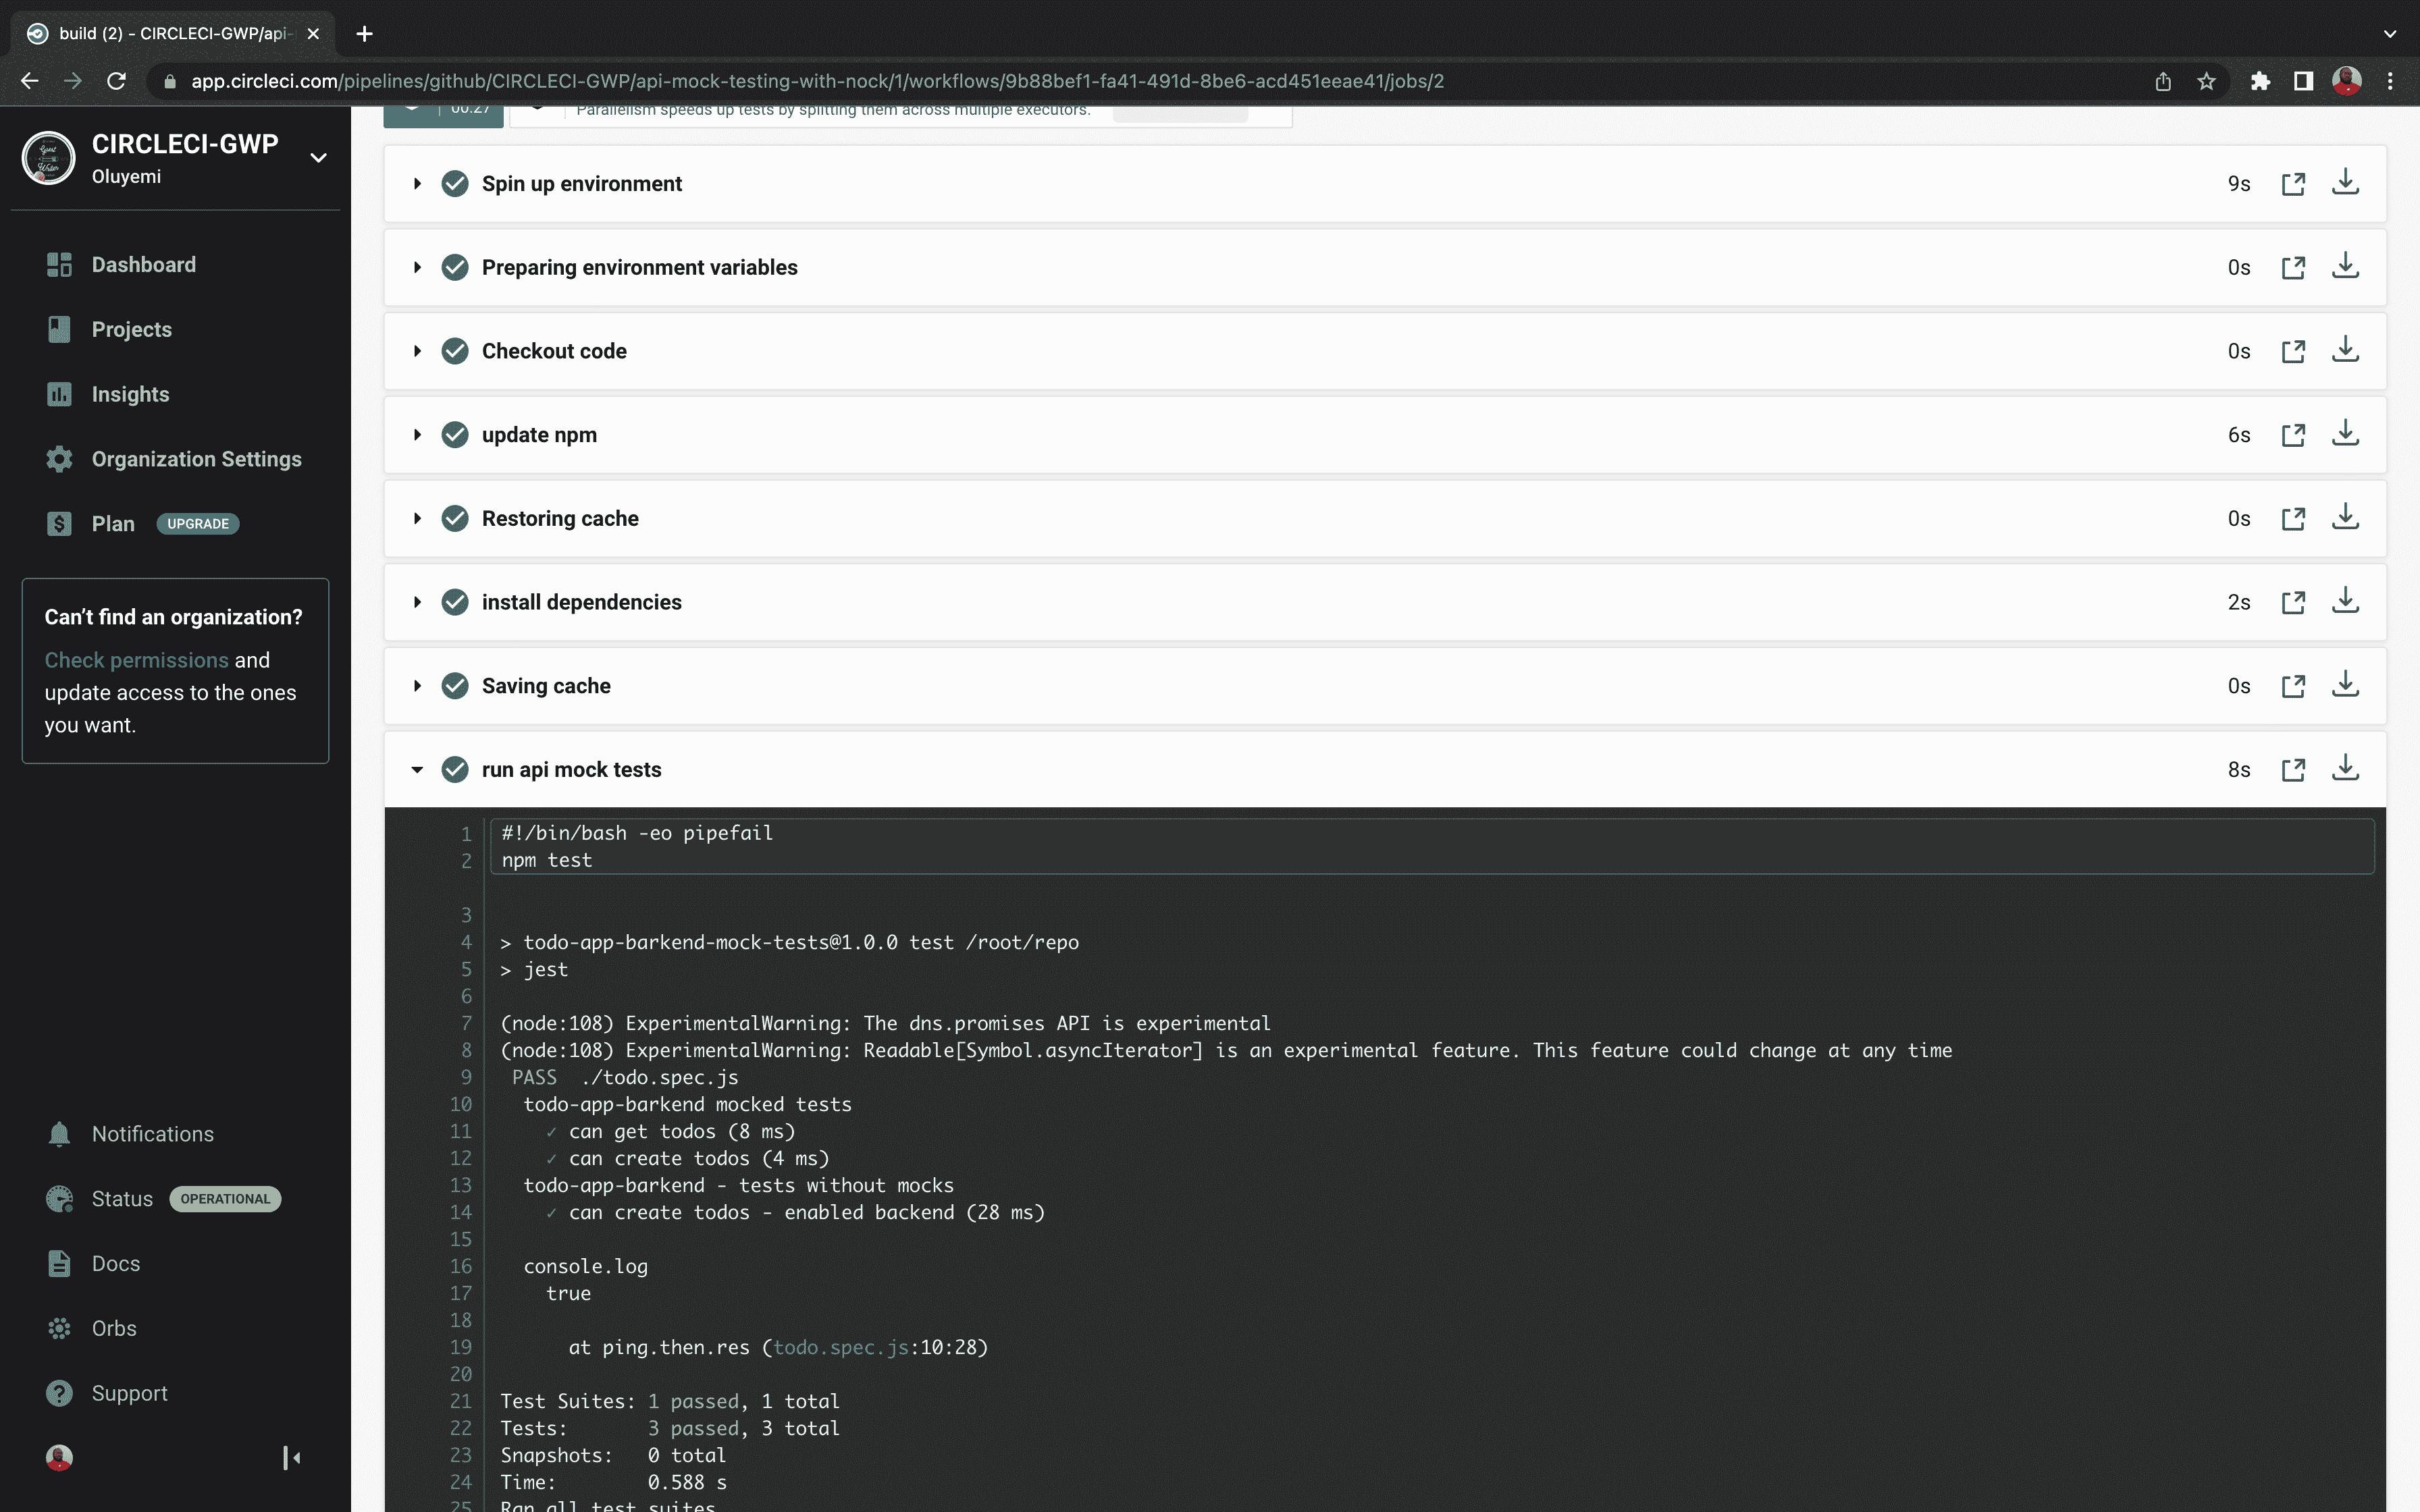 build (2) - CIRCLECI-GWP/api-
app.circleci.com/pipelines/github/CIRCLECI-GWP/api-mock-testing-with-nock/1/workflows/9b88bef1-fa41-491d-8be6-acd451eeae41/jobs/2
CIRCLECI-GWP
Oluyemi
Dashboard
Projects
Insights
Organization Settings
Plan UPGRADE
Can’t find an organization?
Check permissions and
update access to the ones
you want.
Notifications
Status OPERATIONAL
Docs
Orbs
Support
00:27
Parallelism speeds up tests by splitting them across multiple executors.
Spin up environment 9s
Preparing environment variables 0s
Checkout code 0s
update npm 6s
Restoring cache 0s
install dependencies 2s
Saving cache 0s
run api mock tests 8s
1 #!/bin/bash -eo pipefail
2 npm test
3
4 > todo-app-barkend-mock-tests@1.0.0 test /root/repo
5 > jest
6
7 (node:108) ExperimentalWarning: The dns.promises API is experimental
8 (node:108) ExperimentalWarning: Readable[Symbol.asyncIterator] is an experimental feature. This feature could change at any time
9 PASS ./todo.spec.js
10 todo-app-barkend mocked tests
11 ✓ can get todos (8 ms)
12 ✓ can create todos (4 ms)
13 todo-app-barkend - tests without mocks
14 ✓ can create todos - enabled backend (28 ms)
15
16 console.log
17 true
18
19 at ping.then.res (todo.spec.js:10:28)
20
21 Test Suites: 1 passed, 1 total
22 Tests: 3 passed, 3 total
23 Snapshots: 0 total
24 Time: 0.588 s
25 Ran all test suites.